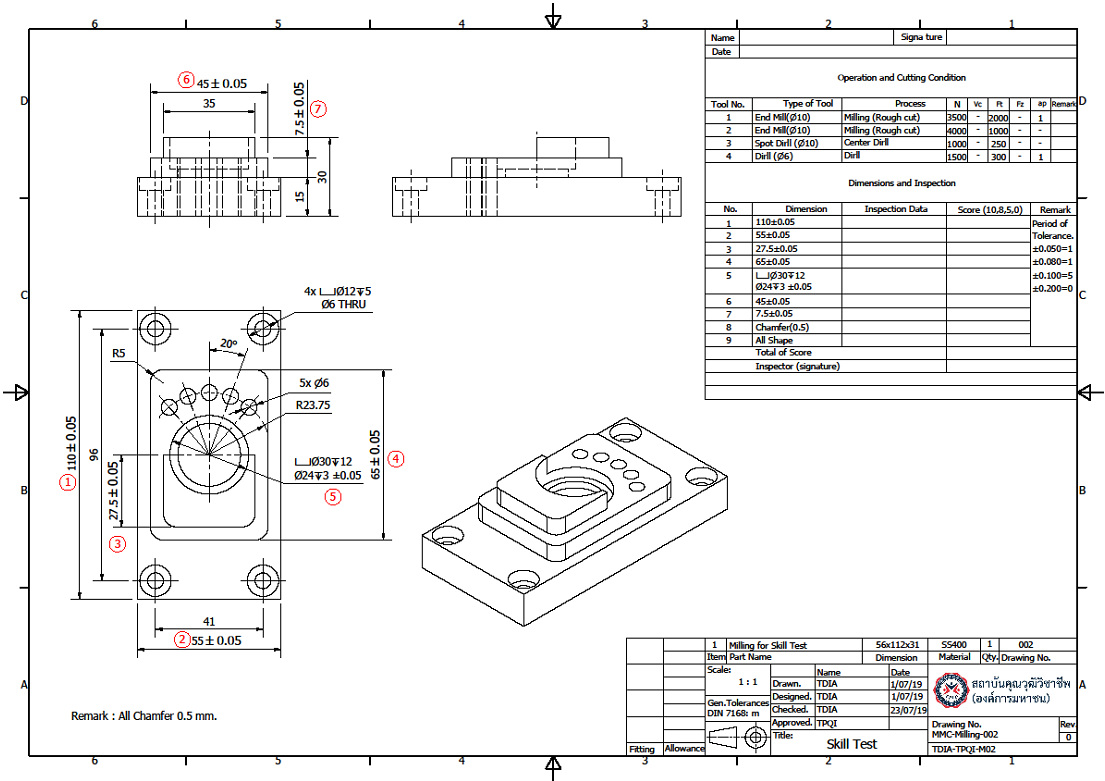 6 5 4 3 2 1
Name Signa ture
Date
Operation and Cutting Condition
Tool No. Type of Tool Process N Vc Ft Fz ap Remark
1 End Mill(Ø10) Milling (Rough cut) 3500 - 2000 - 1
2 End Mill(Ø10) Milling (Rough cut) 4000 - 1000 - -
3 Spot Dirll (Ø10) Center Dirll 1000 - 250 - -
4 Dirll (Ø6) Dirll 1500 - 300 - 1
Dimensions and Inspection
No. Dimension Inspection Data Score (10,8,5,0) Remark
1 110±0.05 Period of
2 55±0.05 Tolerance.
3 27.5±0.05 ±0.050=1
4 65±0.05 ±0.080=1
5 ⌴Ø30↧12 ±0.100=5
Ø24↧3 ±0.05 ±0.200=0
6 45±0.05
7 7.5±0.05
8 Chamfer(0.5)
9 All Shape
Total of Score
Inspector (signature)
D
C
B
A
D
C
B
A
6 45±0.05
35
7.5±0.05 7
30
15
4x ⌴Ø12↧5
Ø6 THRU
20°
R5
5x Ø6
R23.75
⌴Ø30↧12
Ø24↧3 ±0.05
5
65±0.05 4
1 110±0.05
96
27.5±0.05
3
41
2 55±0.05
Remark : All Chamfer 0.5 mm.
1 Milling for Skill Test 56x112x31 SS400 1 002
Item Part Name Dimension Material Qty. Drawing No.
Scale:
1 : 1
Name Date
Drawn. TDIA 1/07/19
Designed. TDIA 1/07/19
Checked. TDIA 23/07/19
Approved. TPQI
Gen.Tolerances
DIN 7168: m
Title:
Skill Test
สถาบันคุณวุฒิวิชาชีพ
(องค์การมหาชน)
Drawing No.
MMC-Milling-002
Rev
0
TDIA-TPQI-M02
Fitting Allowance
6 5 4 3 2 1